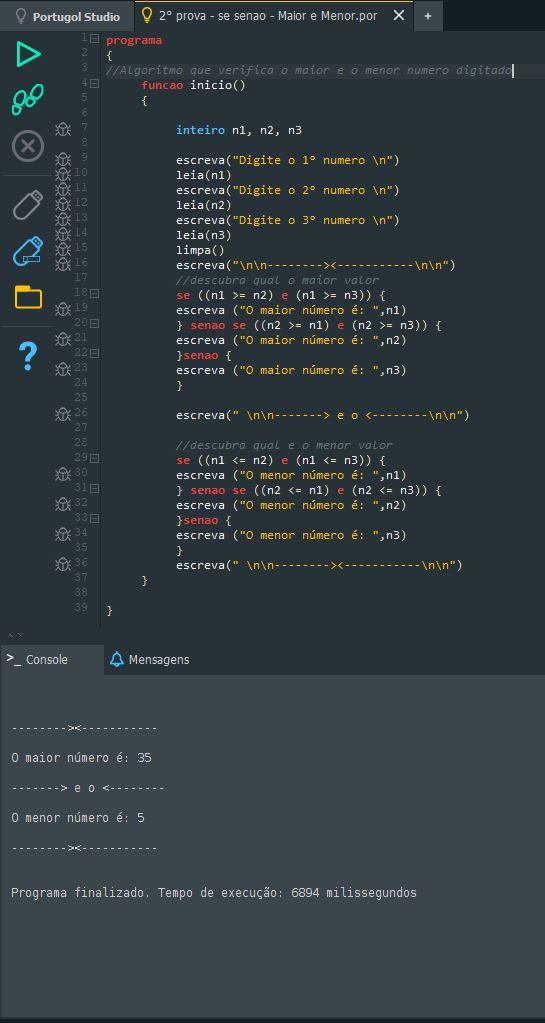 Portugol Studio 2° prova - se senao - Maior e Menor.por
1 programa
2 {
3 //Algoritmo que verifica o maior e o menor numero digitado
4 funcao inicio()
5 {
6
7 inteiro n1, n2, n3
8
9 escreva("Digite o 1° numero \n")
10 leia(n1)
11 escreva("Digite o 2° numero \n")
12 leia(n2)
13 escreva("Digite o 3° numero \n")
14 leia(n3)
15 limpa()
16 escreva("\n\n--------><-----------\n\n")
17 //descubra qual o maior valor
18 se ((n1 >= n2) e (n1 >= n3)) {
19 escreva ("O maior número é: ",n1)
20 } senao se ((n2 >= n1) e (n2 >= n3)) {
21 escreva ("O maior número é: ",n2)
22 }senao {
23 escreva ("O maior número é: ",n3)
24 }
25
26 escreva(" \n\n-------> e o <--------\n\n")
27
28 //descubra qual e o menor valor
29 se ((n1 <= n2) e (n1 <= n3)) {
30 escreva ("O menor número é: ",n1)
31 } senao se ((n2 <= n1) e (n2 <= n3)) {
32 escreva ("O menor número é: ",n2)
33 }senao {
34 escreva ("O menor número é: ",n3)
35 }
36 escreva(" \n\n--------><-----------\n\n")
37 }
38
39 }
>_ Console Mensagens
--------><-----------
O maior número é: 35
-------> e o <--------
O menor número é: 5
--------><-----------
Programa finalizado. Tempo de execução: 6894 milissegundos